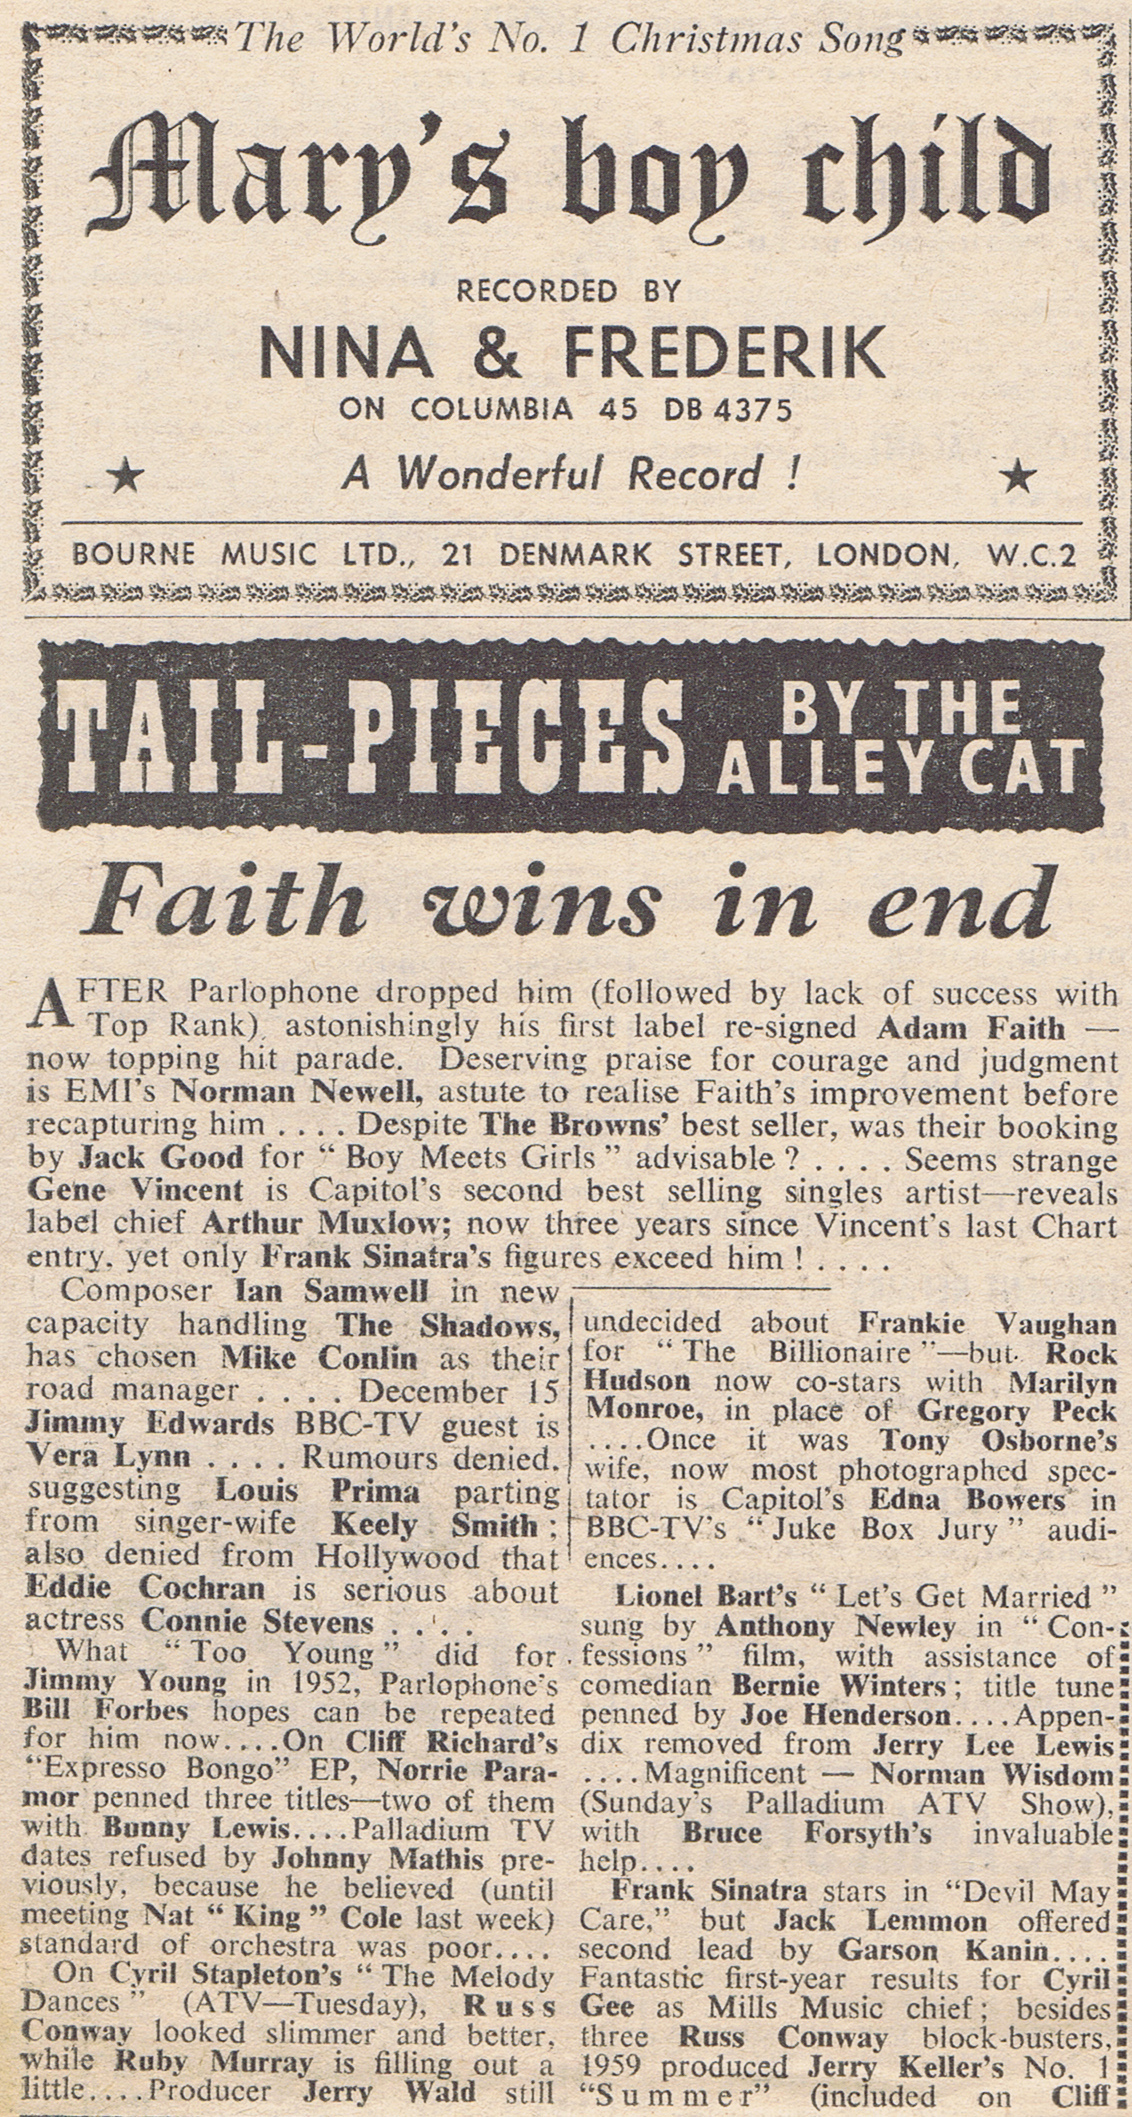 The World's No. 1 Christmas Song
Mary's boy child
RECORDED BY
NINA & FREDERIK
ON COLUMBIA 45 DB 4375
A Wonderful Record !
BOURNE MUSIC LTD., 21 DENMARK STREET, LONDON, W.C.2
TAIL-PIECES BY THE
ALLEY CAT
Faith wins in end
AFTER Parlophone dropped him (followed by lack of success with
Top Rank), astonishingly his first label re-signed Adam Faith —
now topping hit parade. Deserving praise for courage and judgment
is EMI's Norman Newell, astute to realise Faith's improvement before
recapturing him . . . . Despite The Browns' best seller, was their booking
by Jack Good for “ Boy Meets Girls ” advisable ? . . . . Seems strange
Gene Vincent is Capitol's second best selling singles artist—reveals
label chief Arthur Muxlow; now three years since Vincent's last Chart
entry, yet only Frank Sinatra's figures exceed him ! . . . .
Composer Ian Samwell in new
capacity handling The Shadows,
has chosen Mike Conlin as their
road manager . . . . December 15
Jimmy Edwards BBC-TV guest is
Vera Lynn . . . . Rumours denied,
suggesting Louis Prima parting
from singer-wife Keely Smith ;
also denied from Hollywood that
Eddie Cochran is serious about
actress Connie Stevens . . . .
What “Too Young” did for
Jimmy Young in 1952, Parlophone's
Bill Forbes hopes can be repeated
for him now....On Cliff Richard's
“Expresso Bongo” EP, Norrie Para-
mor penned three titles—two of them
with Bunny Lewis....Palladium TV
dates refused by Johnny Mathis pre-
viously, because he believed (until
meeting Nat “ King ” Cole last week)
standard of orchestra was poor....
On Cyril Stapleton's “ The Melody
Dances ” (ATV—Tuesday), Russ
Conway looked slimmer and better,
while Ruby Murray is filling out a
little....Producer Jerry Wald still
undecided about Frankie Vaughan
for “ The Billionaire ”—but Rock
Hudson now co-stars with Marilyn
Monroe, in place of Gregory Peck
....Once it was Tony Osborne's
wife, now most photographed spec-
tator is Capitol's Edna Bowers in
BBC-TV's “ Juke Box Jury ” audi-
ences....
Lionel Bart's “ Let's Get Married ”
sung by Anthony Newley in “ Con-
fessions ” film, with assistance of
comedian Bernie Winters ; title tune
penned by Joe Henderson....Appen-
dix removed from Jerry Lee Lewis
....Magnificent — Norman Wisdom
(Sunday's Palladium ATV Show),
with Bruce Forsyth's invaluable
help....
Frank Sinatra stars in “Devil May
Care,” but Jack Lemmon offered
second lead by Garson Kanin....
Fantastic first-year results for Cyril
Gee as Mills Music chief ; besides
three Russ Conway block-busters,
1959 produced Jerry Keller's No. 1
“Summer” (included on Cliff